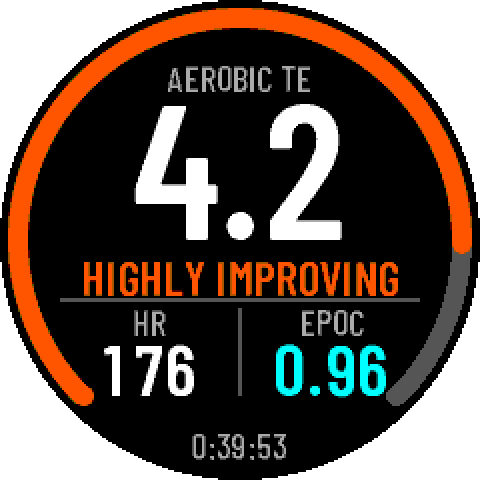 AEROBIC TE
4.2
HIGHLY IMPROVING
HR EPOC
176 0.96
0:39:53